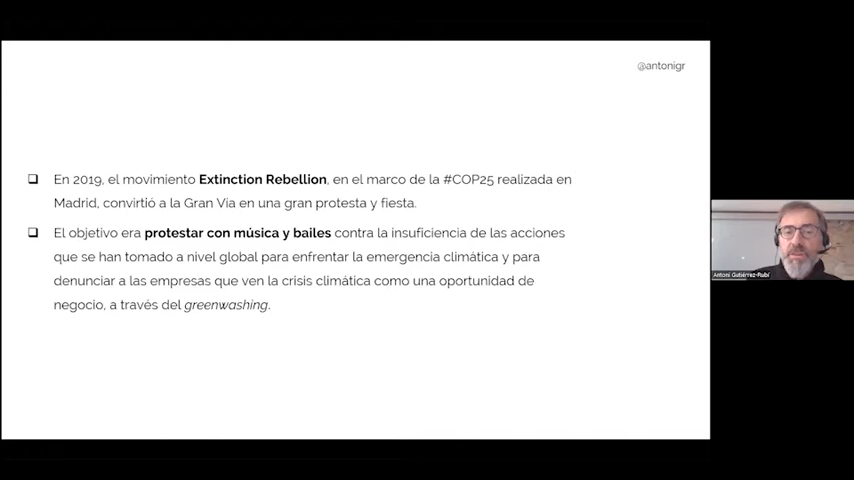 @antonigr
❑ En 2019, el movimiento Extinction Rebellion, en el marco de la #COP25 realizada en
Madrid, convirtió a la Gran Vía en una gran protesta y fiesta.
❑ El objetivo era protestar con música y bailes contra la insuficiencia de las acciones
que se han tomado a nivel global para enfrentar la emergencia climática y para
denunciar a las empresas que ven la crisis climática como una oportunidad de
negocio, a través del greenwashing.
Antoni Gutiérrez-Rubí